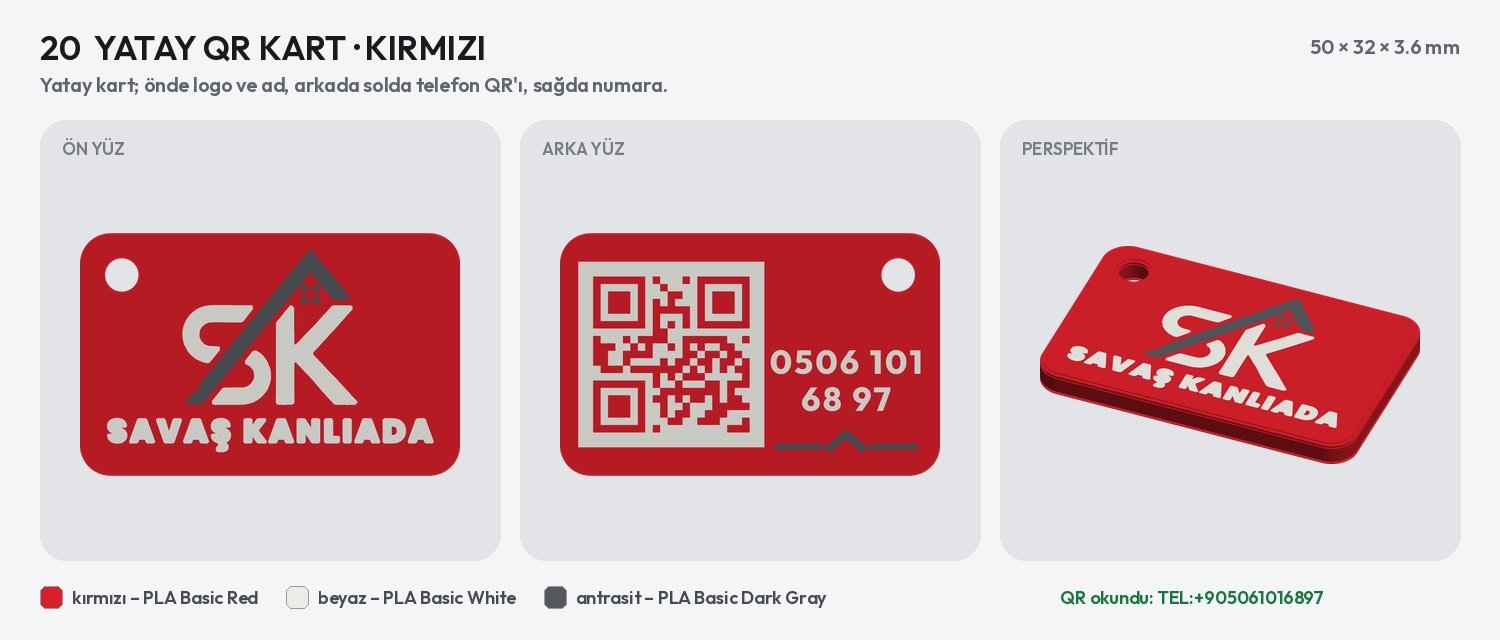 20 YATAY QR KART · KIRMIZI
50 × 32 × 3.6 mm
Yatay kart; önde logo ve ad, arkada solda telefon QR'ı, sağda numara.
ÖN YÜZ
SK
SAVAŞ KANLIADA
ARKA YÜZ
0506 101
68 97
PERSPEKTİF
SK
SAVAŞ KANLIADA
kırmızı – PLA Basic Red
beyaz – PLA Basic White
antrasit – PLA Basic Dark Gray
QR okundu: TEL:+905061016897